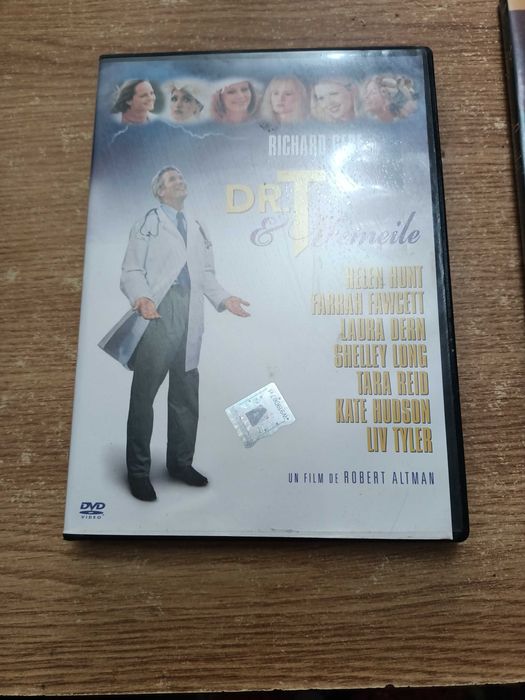 RICHARD GERE
DR. T
& Femeile
HELEN HUNT
FARRAH FAWCETT
LAURA DERN
SHELLEY LONG
TARA REID
KATE HUDSON
LIV TYLER
UN FILM DE ROBERT ALTMAN
DVD
VIDEO